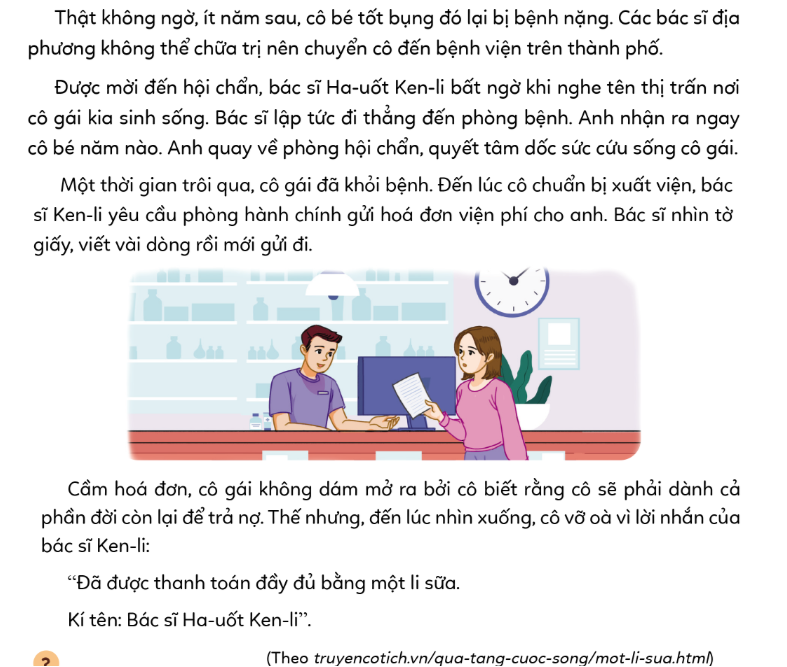 Thật không ngờ, ít năm sau, cô bé tốt bụng đó lại bị bệnh nặng. Các bác sĩ địa
phương không thể chữa trị nên chuyển cô đến bệnh viện trên thành phố.
Được mời đến hội chẩn, bác sĩ Ha-uốt Ken-li bất ngờ khi nghe tên thị trấn nơi
cô gái kia sinh sống. Bác sĩ lập tức đi thẳng đến phòng bệnh. Anh nhận ra ngay
cô bé năm nào. Anh quay về phòng hội chẩn, quyết tâm dốc sức cứu sống cô gái.
Một thời gian trôi qua, cô gái đã khỏi bệnh. Đến lúc cô chuẩn bị xuất viện, bác
sĩ Ken-li yêu cầu phòng hành chính gửi hoá đơn viện phí cho anh. Bác sĩ nhìn tờ
giấy, viết vài dòng rồi mới gửi đi.
Cầm hoá đơn, cô gái không dám mở ra bởi cô biết rằng cô sẽ phải dành cả
phần đời còn lại để trả nợ. Thế nhưng, đến lúc nhìn xuống, cô vỡ oà vì lời nhắn của
bác sĩ Ken-li:
“Đã được thanh toán đầy đủ bằng một li sữa.
Kí tên: Bác sĩ Ha-uốt Ken-li”.
(Theo truyencotich.vn/qua-tang-cuoc-song/mot-li-sua.html)
?